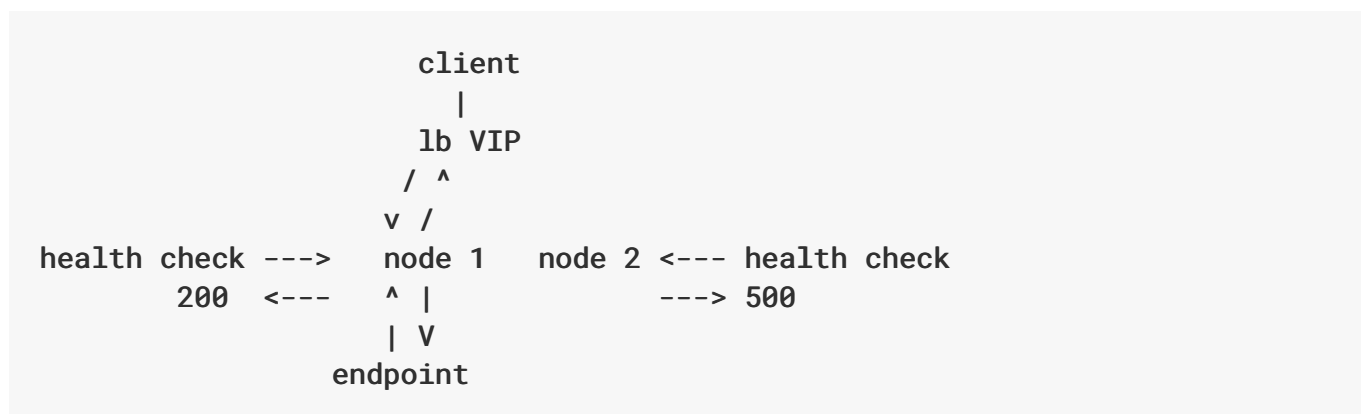 client
|
lb VIP
/ ^
v /
health check ---> node 1 node 2 <--- health check
200 <--- ^ | ---> 500
| V
endpoint